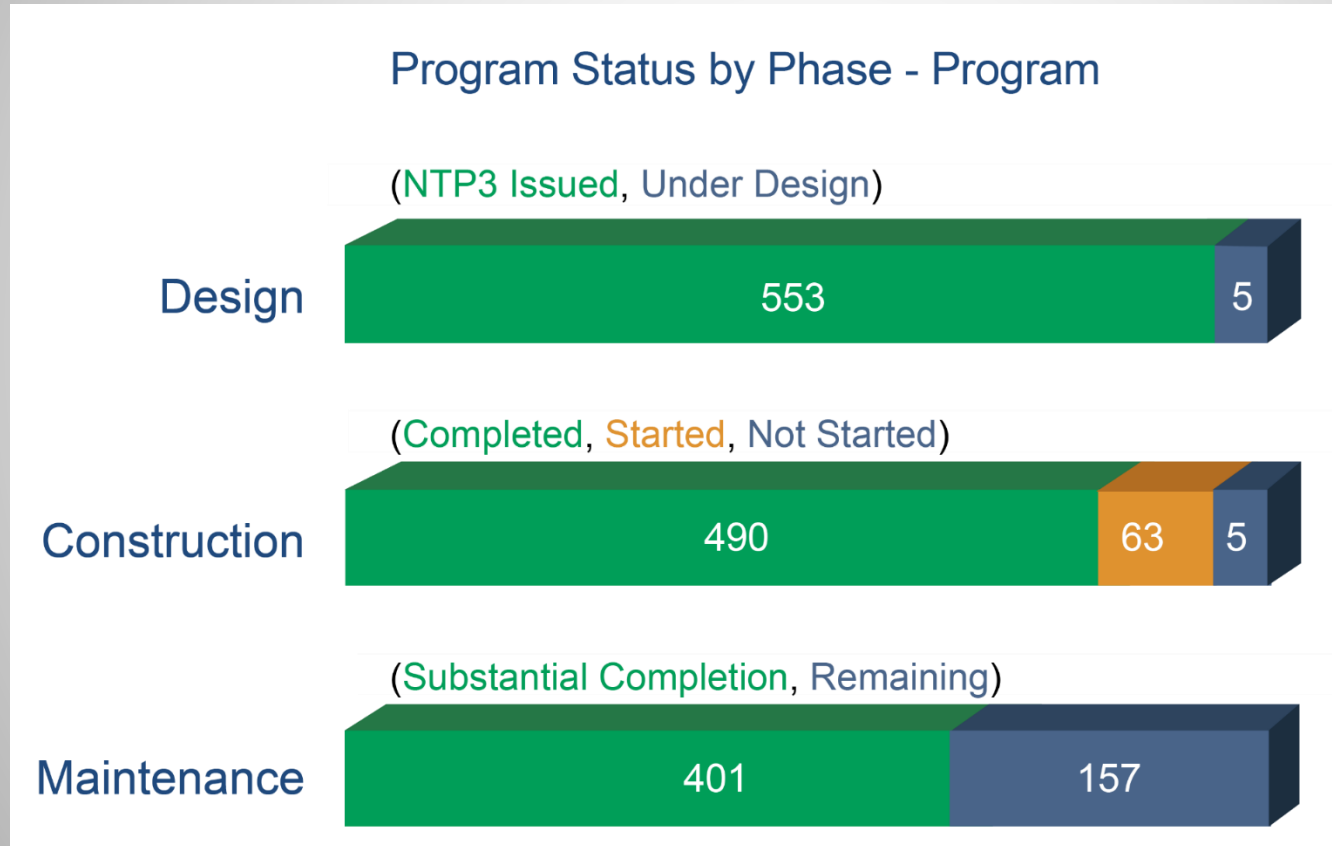 Program Status by Phase - Program
(NTP3 Issued, Under Design)
Design 553 5
(Completed, Started, Not Started)
Construction 490 63 5
(Substantial Completion, Remaining)
Maintenance 401 157